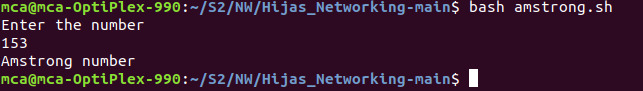 mca@mca-OptiPlex-990:~/S2/NW/Hijas_Networking-main$ bash amstrong.sh
Enter the number
153
Amstrong number
mca@mca-OptiPlex-990:~/S2/NW/Hijas_Networking-main$